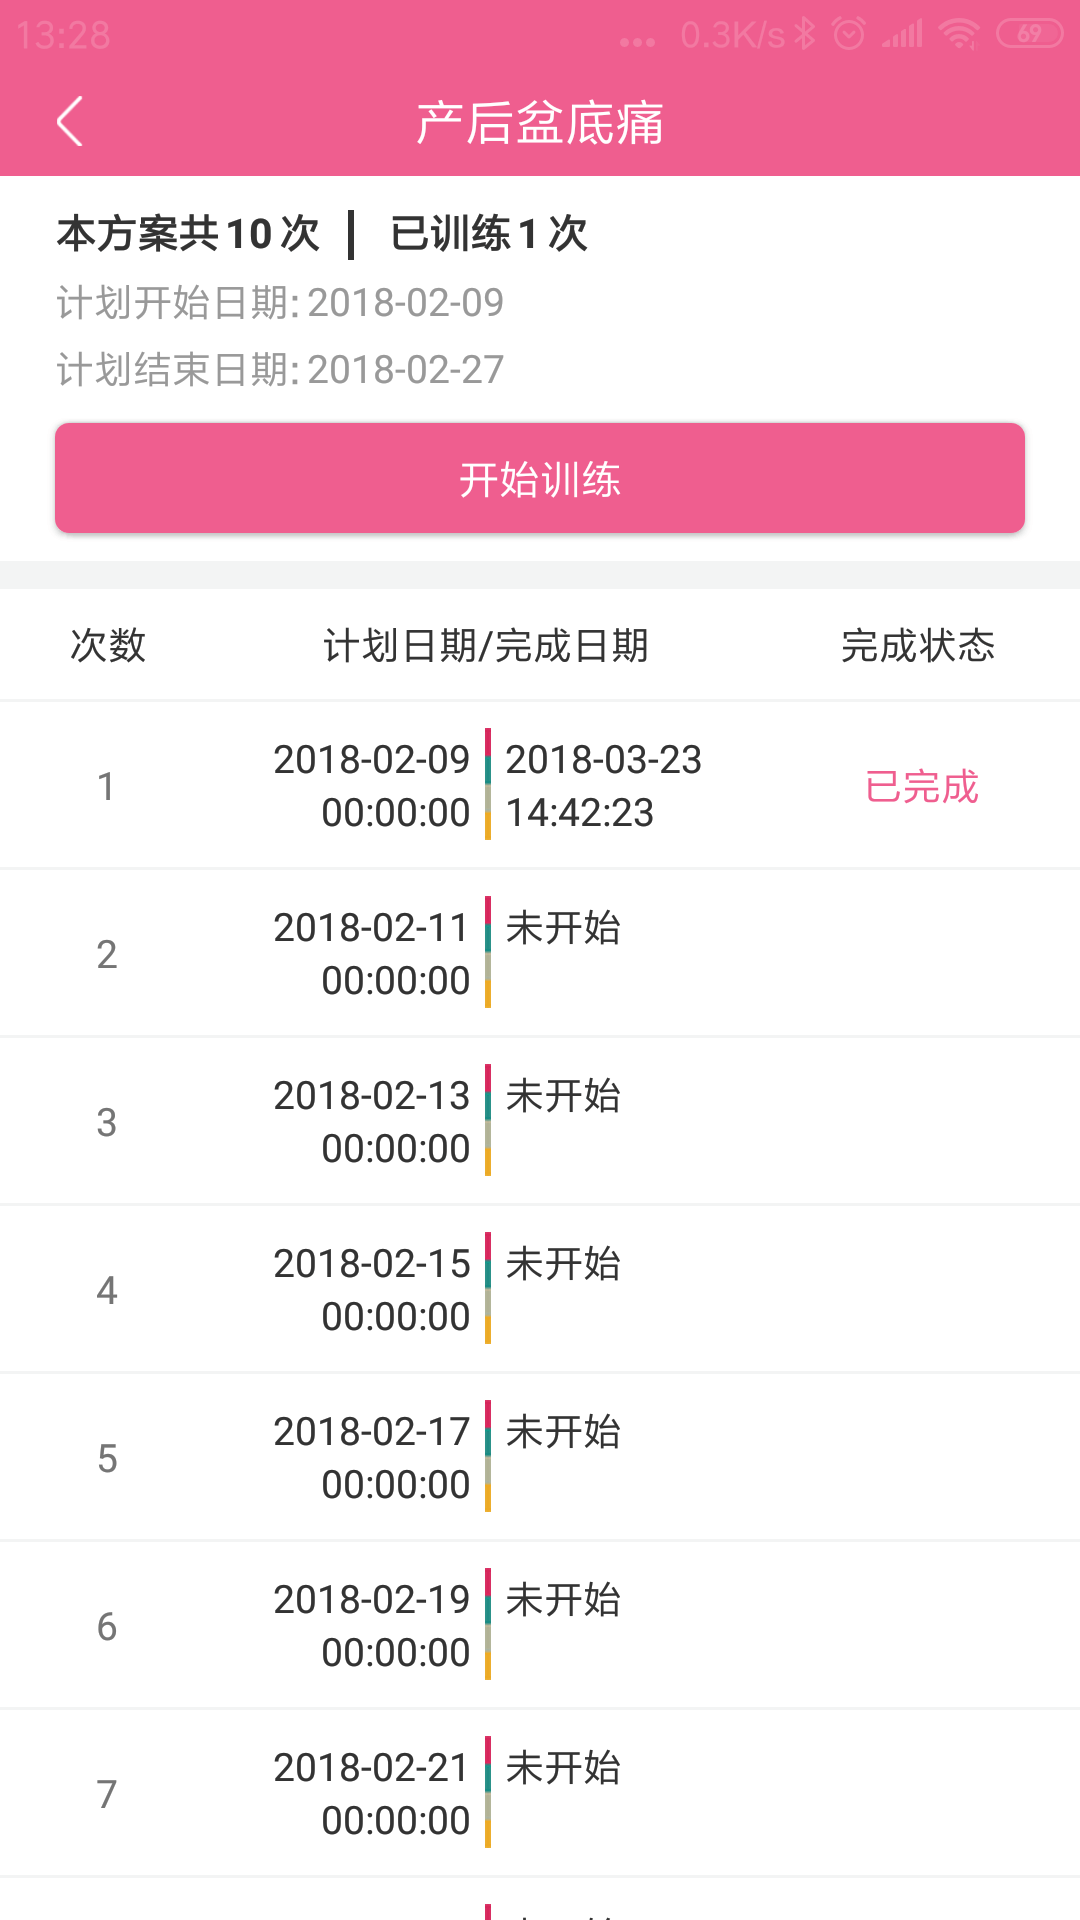 13:28
... 0.3K/s 69
产后盆底痛
本方案共10次 | 已训练1次
计划开始日期:2018-02-09
计划结束日期:2018-02-27
开始训练
次数 计划日期/完成日期 完成状态
1 2018-02-09 2018-03-23 已完成
00:00:00 14:42:23
2 2018-02-11 未开始
00:00:00
3 2018-02-13 未开始
00:00:00
4 2018-02-15 未开始
00:00:00
5 2018-02-17 未开始
00:00:00
6 2018-02-19 未开始
00:00:00
7 2018-02-21 未开始
00:00:00